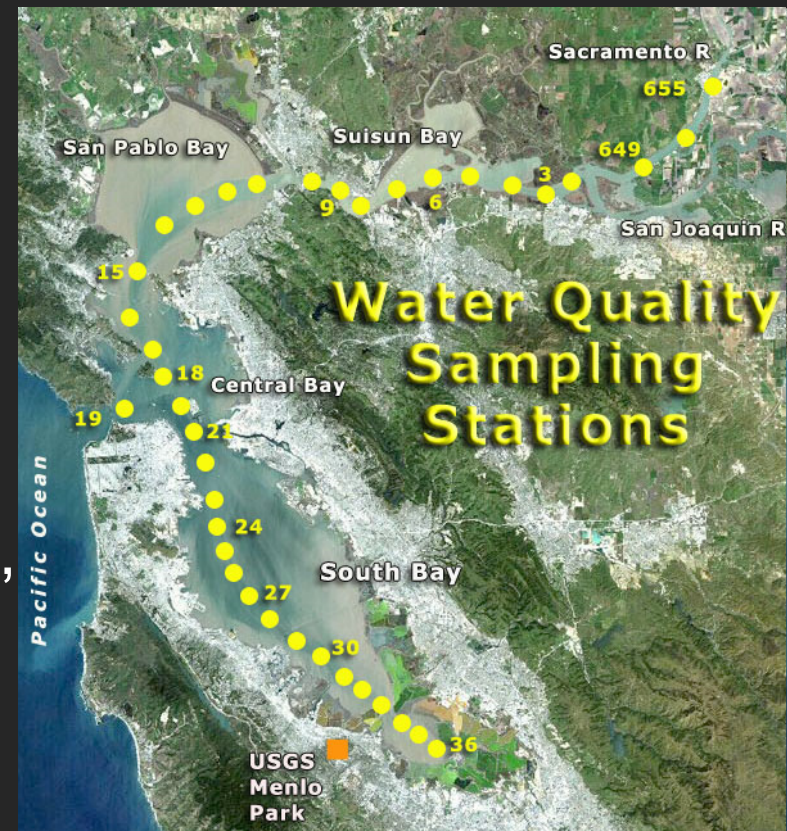 Sacramento R
655
Suisun Bay
San Pablo Bay
649
3
9
6
San Joaquin R
15
Water Quality
Sampling
Stations
18
Central Bay
19
21
Pacific Ocean
24
,
South Bay
27
30
36
USGS
Menlo
Park